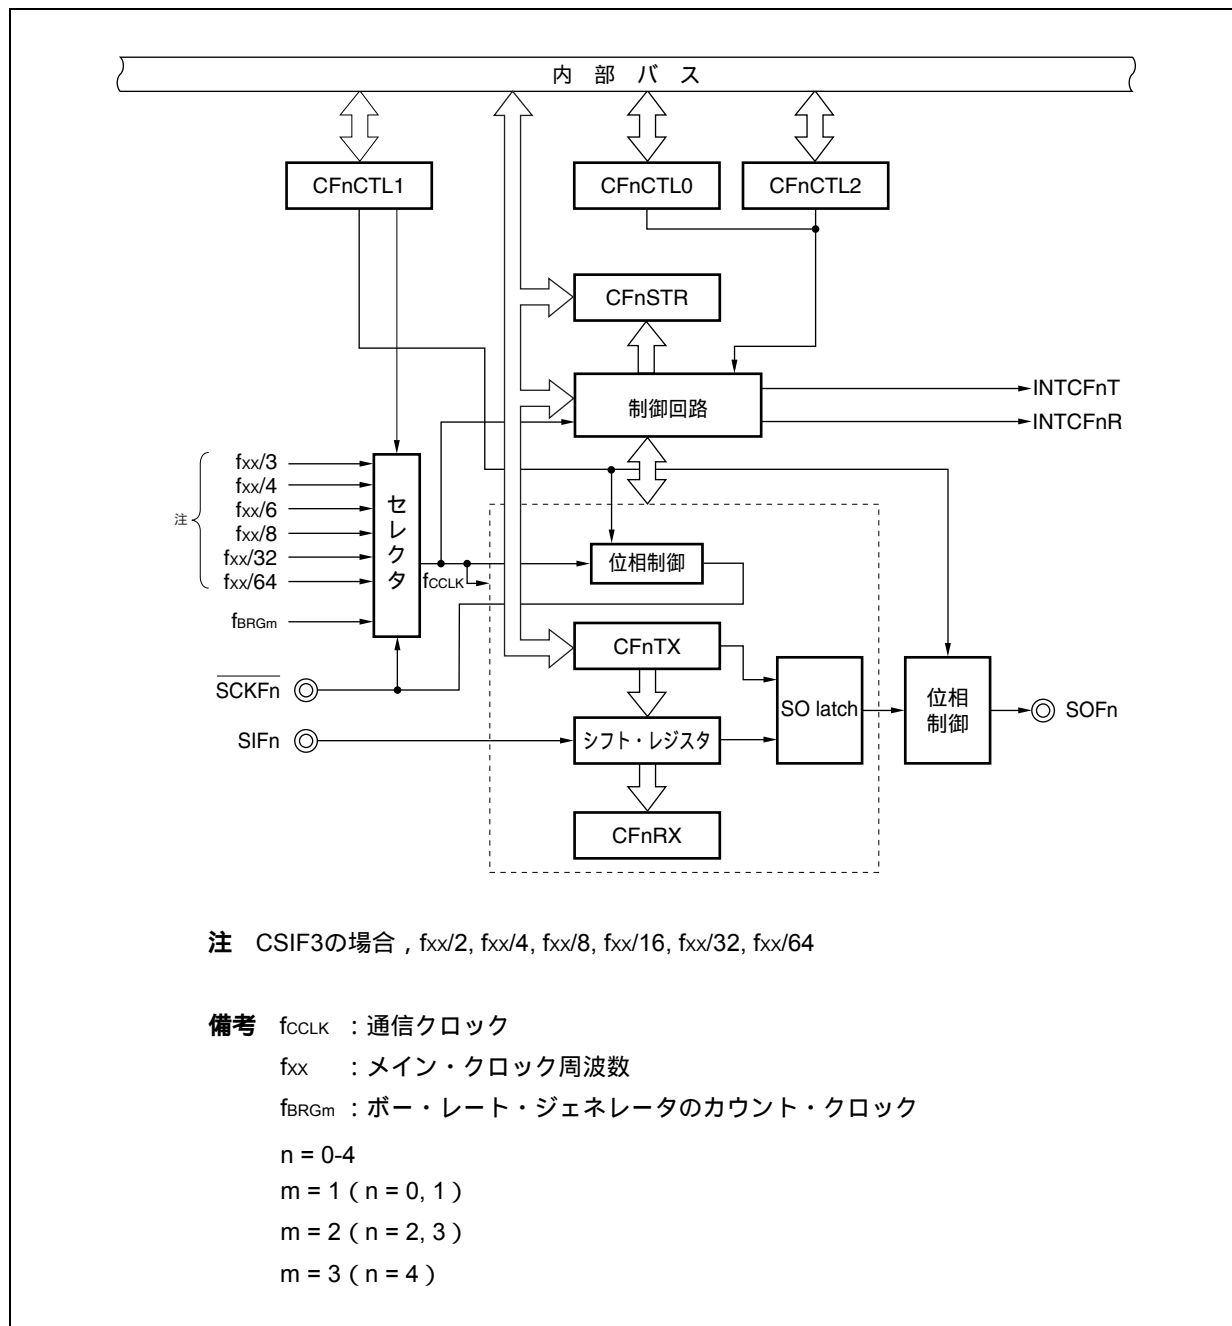 内 部 バ ス
CFnCTL1
CFnCTL0
CFnCTL2
CFnSTR
制御回路
INTCFnT
INTCFnR
注
fxx/3
fxx/4
fxx/6
fxx/8
fxx/32
fxx/64
fBRGm
セレクタ
fCCLK
位相制御
SCKFn
SIFn
CFnTX
シフト・レジスタ
CFnRX
SO latch
位相
制御
SOFn
注 CSIF3の場合,fxx/2, fxx/4, fxx/8, fxx/16, fxx/32, fxx/64
備考 fCCLK :通信クロック
fxx :メイン・クロック周波数
fBRGm :ボー・レート・ジェネレータのカウント・クロック
n = 0-4
m = 1(n = 0, 1)
m = 2(n = 2, 3)
m = 3(n = 4)